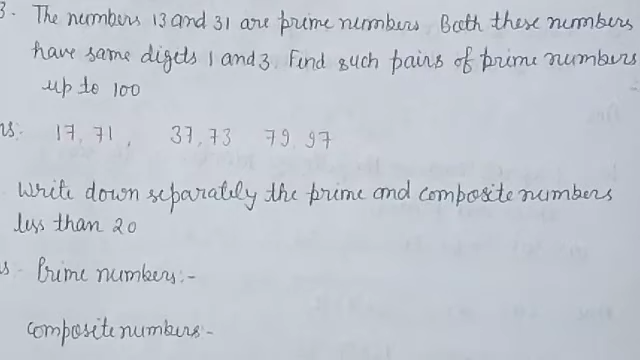 3. The numbers 13 and 31 are prime numbers. Both these numbers
have same digits 1 and 3. Find such pairs of prime numbers
up to 100
ns: 17, 71, 37, 73 79, 97
Write down separately the prime and composite numbers
less than 20
s:- Prime numbers:-
Composite numbers-